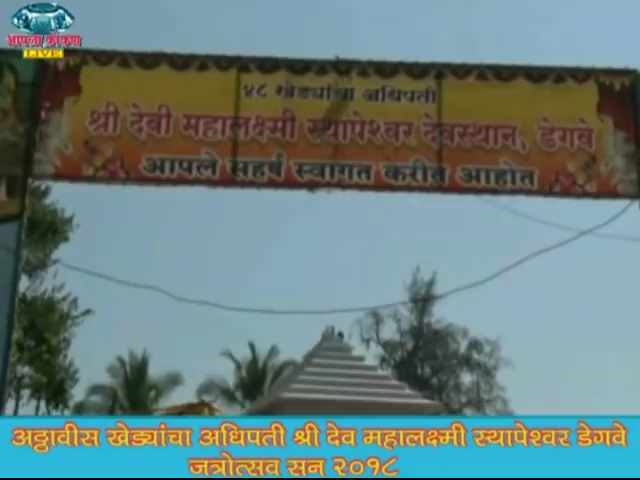 आपला कोकण
LIVE
४८ खेड्यांचा अधिपती
श्री देवी महालक्ष्मी स्थापेश्वर देवस्थान, डेगवे
आपले सहर्ष स्वागत करीत आहोत
अठ्ठावीस खेड्यांचा अधिपती श्री देव महालक्ष्मी स्थापेश्वर डेगवे
जत्रोत्सव सन २०१८